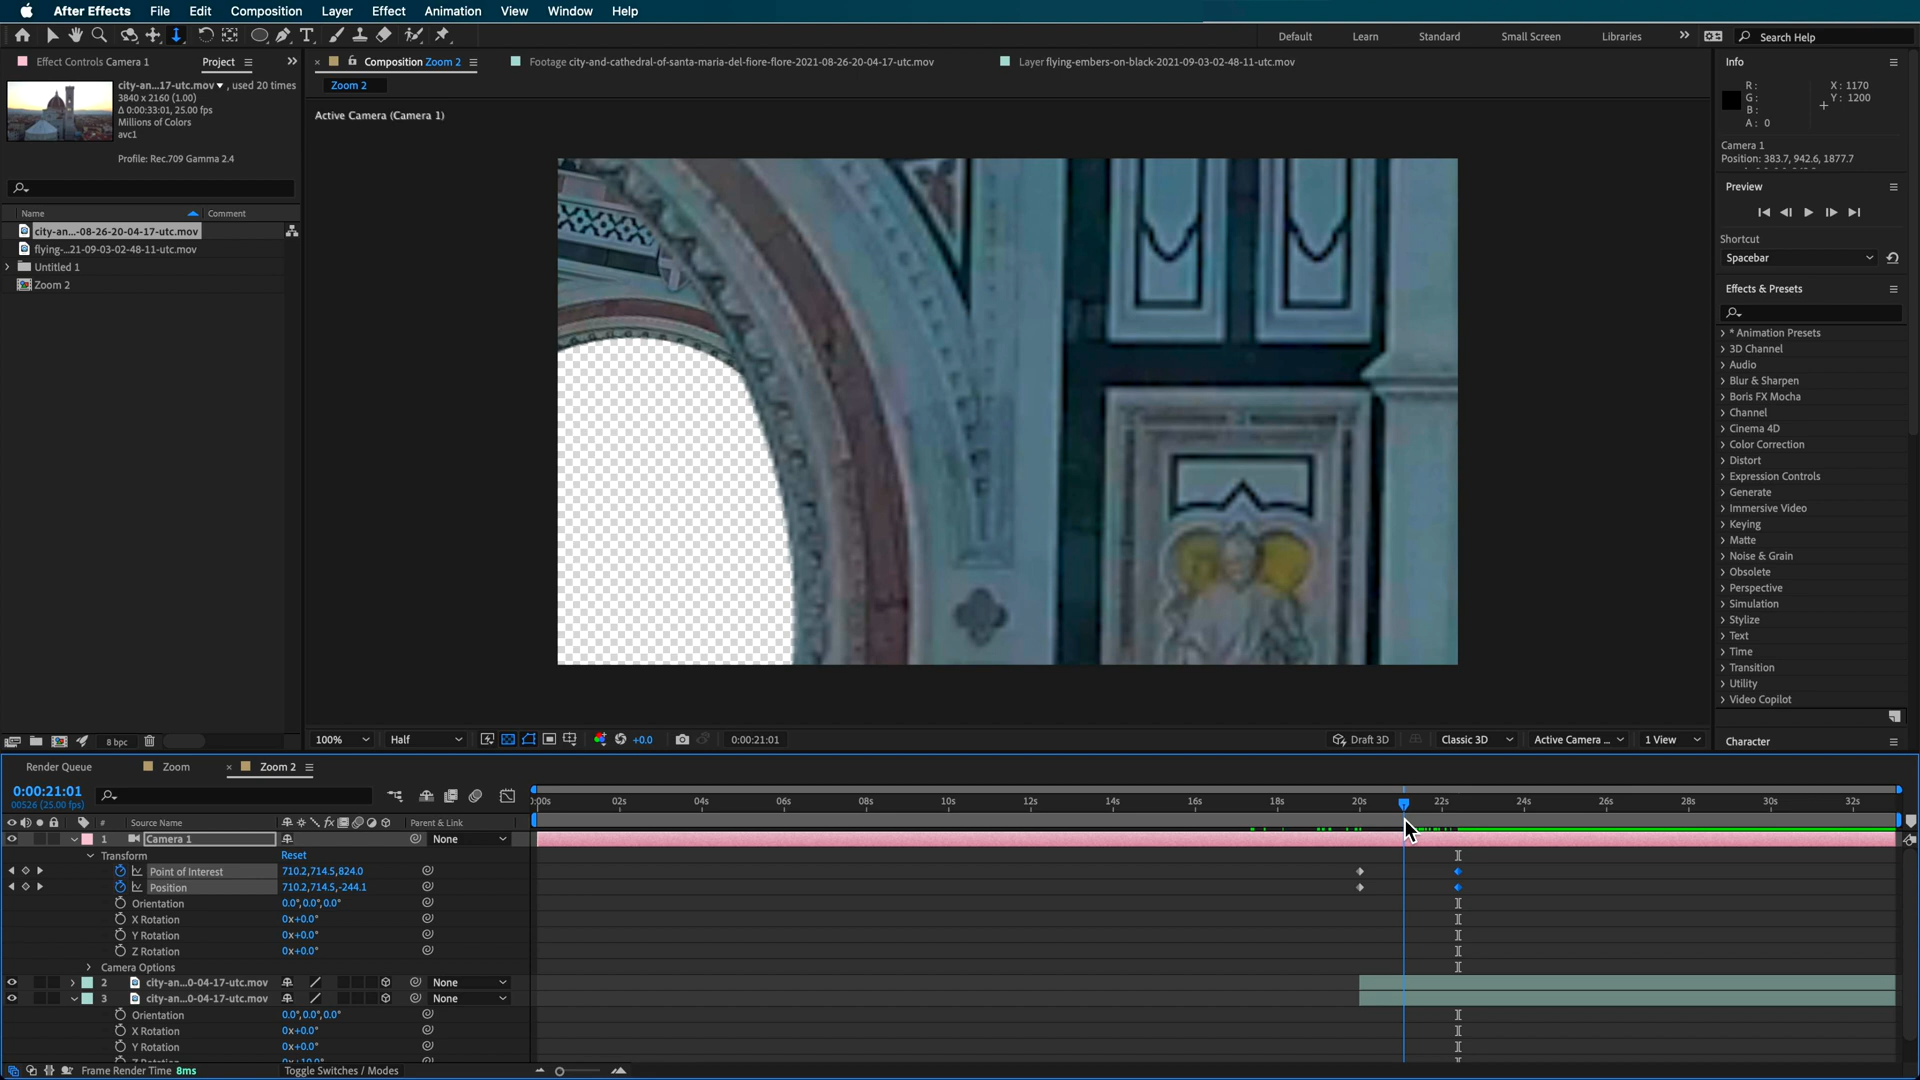 After Effects File Edit Composition Layer Effect Animation View Window Help
Default Learn Standard Small Screen Libraries Search Help
Effect Controls Camera 1 Project
Composition Zoom 2 Footage city-and-cathedral-of-santa-maria-del-fiore-flore-2021-08-26-20-04-17-utc.mov Layer flying-embers-on-black-2021-09-03-02-48-11-utc.mov
Zoom 2
Active Camera (Camera 1)
city-an...17-utc.mov , used 20 times
3840 x 2160 (1.00)
Δ 0:00:33:01, 25.00 fps
Millions of Colors
avc1
Profile: Rec.709 Gamma 2.4
Name Comment
city-an...-08-26-20-04-17-utc.mov
flying-...21-09-03-02-48-11-utc.mov
Untitled 1
Zoom 2
8 bpc
100% Half +0.0 0:00:21:01 Draft 3D Classic 3D Active Camera ... 1 View
Info
R: X: 1170
G: Y: 1200
B:
A: 0
Camera 1
Position: 383.7, 942.6, 1877.7
Preview
Shortcut
Spacebar
Effects & Presets
* Animation Presets
3D Channel
Audio
Blur & Sharpen
Boris FX Mocha
Channel
Cinema 4D
Color Correction
Distort
Expression Controls
Generate
Immersive Video
Keying
Matte
Noise & Grain
Obsolete
Perspective
Simulation
Stylize
Text
Time
Transition
Utility
Video Copilot
Character
Render Queue Zoom Zoom 2
0:00:21:01
00526 (25.00 fps)
:00s 02s 04s 06s 08s 10s 12s 14s 16s 18s 20s 22s 24s 26s 28s 30s 32s
# Source Name Parent & Link
1 Camera 1 None
Transform Reset
Point of Interest 710.2,714.5,824.0
Position 710.2,714.5,-244.1
Orientation 0.0°,0.0°,0.0°
X Rotation 0x+0.0°
Y Rotation 0x+0.0°
Z Rotation 0x+0.0°
Camera Options
2 city-an...0-04-17-utc.mov None
3 city-an...0-04-17-utc.mov None
Orientation 0.0°,0.0°,0.0°
X Rotation 0x+0.0°
Y Rotation 0x+0.0°
Frame Render Time 8ms Toggle Switches / Modes